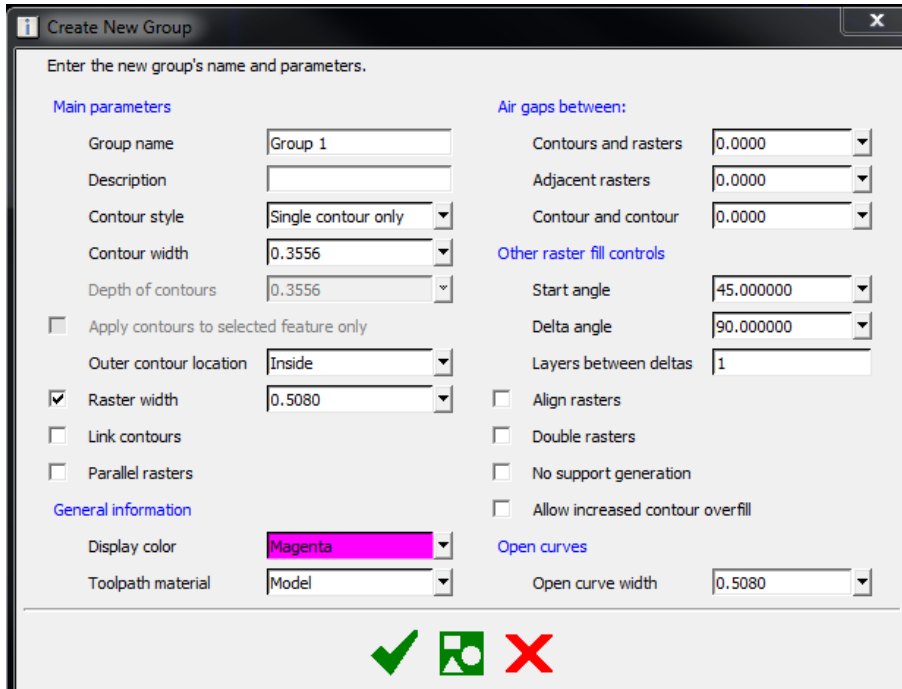 Create New Group
Enter the new group's name and parameters.
Main parameters
Group name Group 1
Description
Contour style Single contour only
Contour width 0.3556
Depth of contours 0.3556
Apply contours to selected feature only
Outer contour location Inside
Raster width 0.5080
Link contours
Parallel rasters
General information
Display color Magenta
Toolpath material Model
Air gaps between:
Contours and rasters 0.0000
Adjacent rasters 0.0000
Contour and contour 0.0000
Other raster fill controls
Start angle 45.000000
Delta angle 90.000000
Layers between deltas 1
Align rasters
Double rasters
No support generation
Allow increased contour overfill
Open curves
Open curve width 0.5080